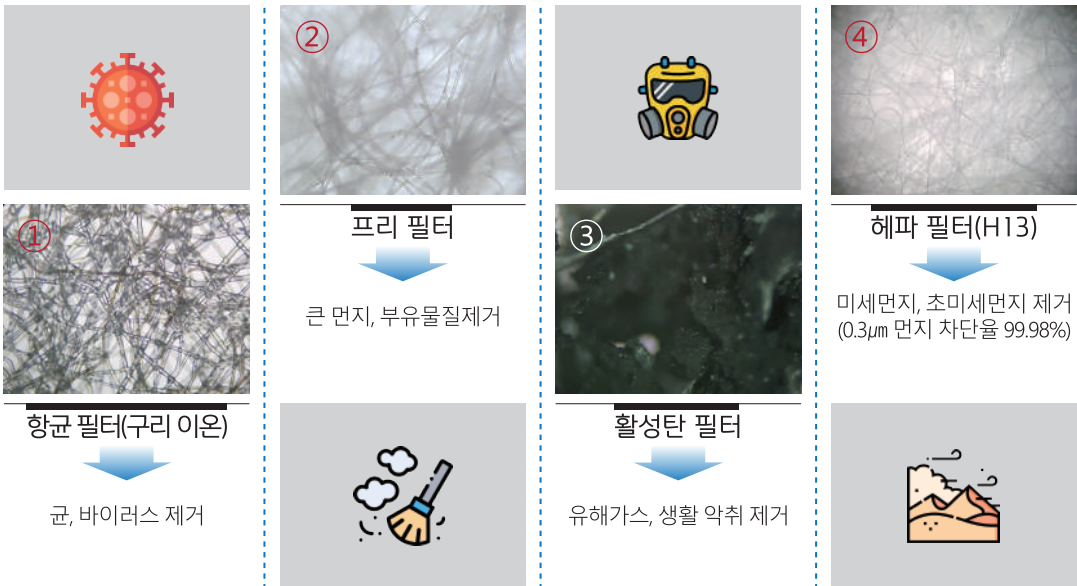 ①
항균 필터(구리 이온)
균, 바이러스 제거
②
프리 필터
큰 먼지, 부유물질제거
③
활성탄 필터
유해가스, 생활 악취 제거
④
헤파 필터(H13)
미세먼지, 초미세먼지 제거
(0.3㎛ 먼지 차단율 99.98%)